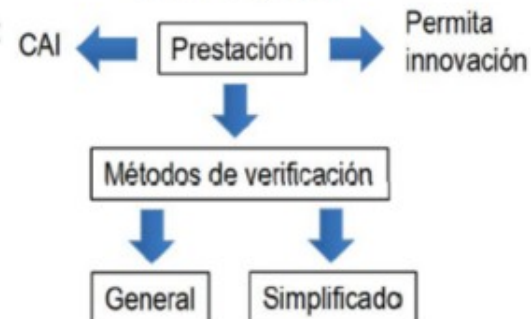 CAI
Prestación
Permita
innovación
Métodos de verificación
General
Simplificado